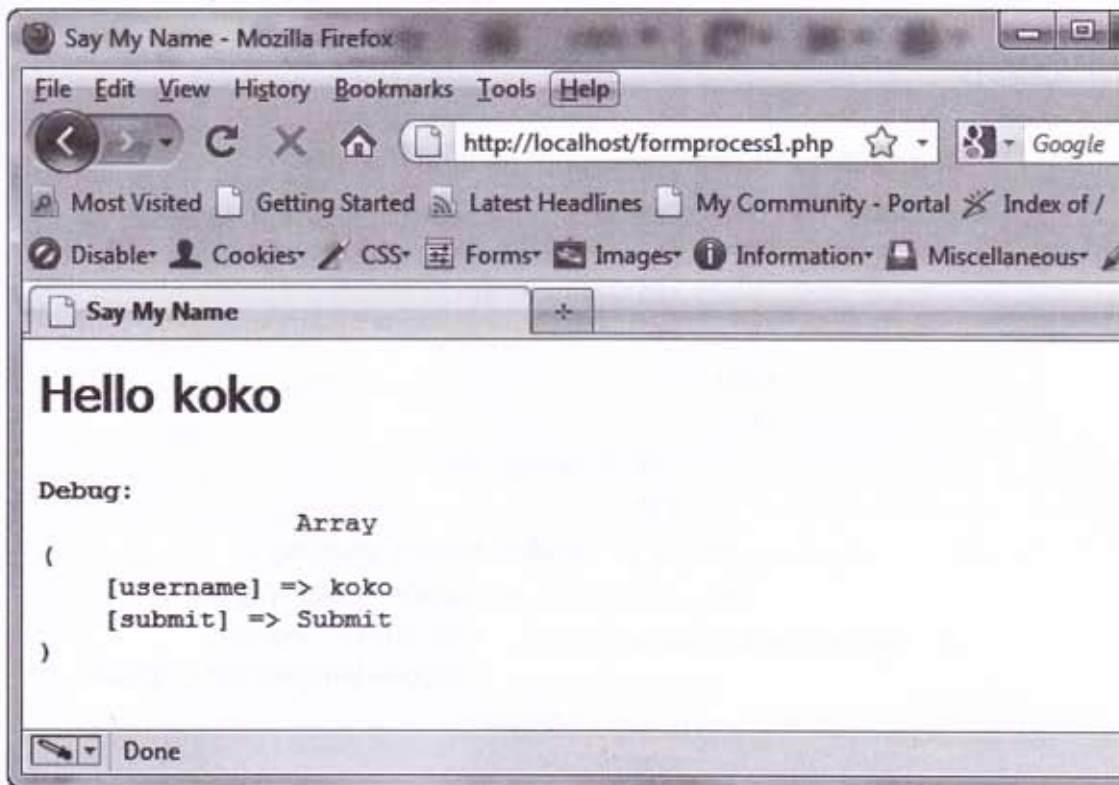 Say My Name - Mozilla Firefox
File Edit View History Bookmarks Tools Help
http://localhost/formprocess1.php Google
Most Visited Getting Started Latest Headlines My Community - Portal Index of /
Disable Cookies CSS Forms Images Information Miscellaneous
Say My Name
Hello koko
Debug:
Array
(
[username] => koko
[submit] => Submit
)
Done